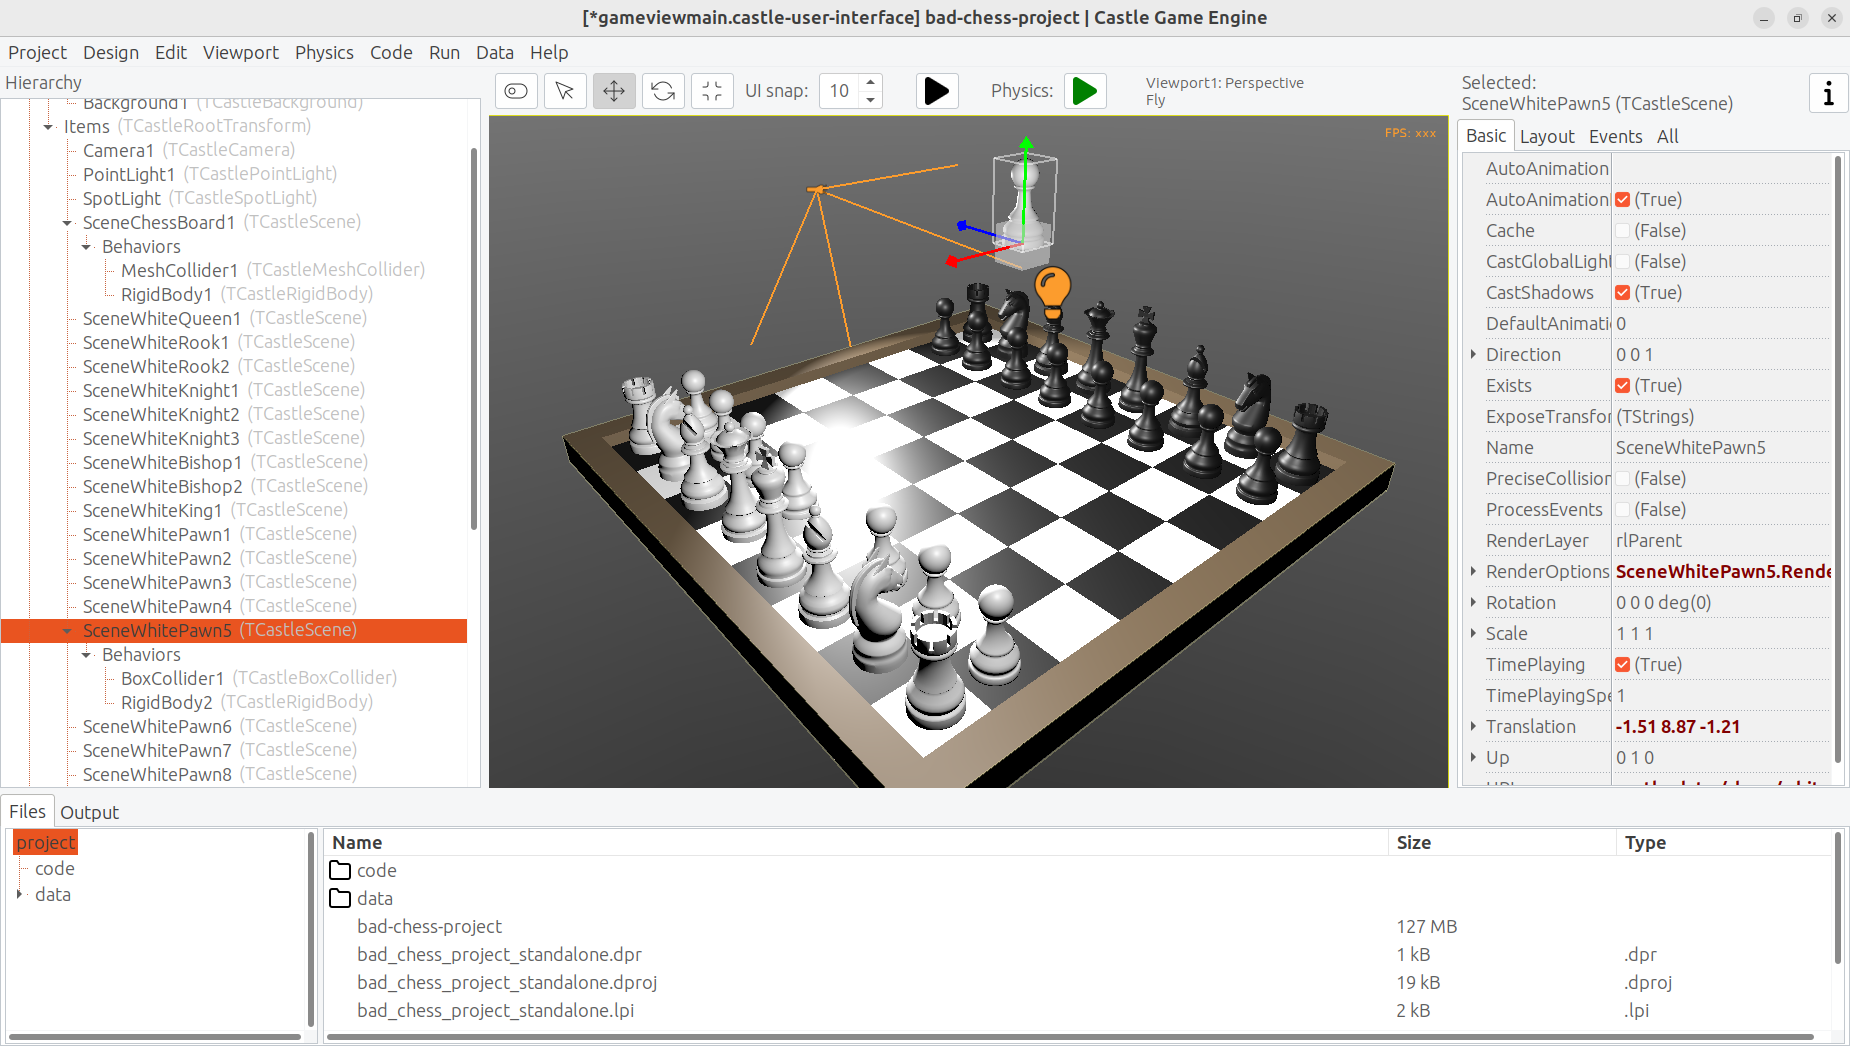 [*gameviewmain.castle-user-interface] bad-chess-project | Castle Game Engine
Project Design Edit Viewport Physics Code Run Data Help
Hierarchy
Background1 (TCastleBackground)
Items (TCastleRootTransform)
Camera1 (TCastleCamera)
PointLight1 (TCastlePointLight)
SpotLight (TCastleSpotLight)
SceneChessBoard1 (TCastleScene)
Behaviors
MeshCollider1 (TCastleMeshCollider)
RigidBody1 (TCastleRigidBody)
SceneWhiteQueen1 (TCastleScene)
SceneWhiteRook1 (TCastleScene)
SceneWhiteRook2 (TCastleScene)
SceneWhiteKnight1 (TCastleScene)
SceneWhiteKnight2 (TCastleScene)
SceneWhiteKnight3 (TCastleScene)
SceneWhiteBishop1 (TCastleScene)
SceneWhiteBishop2 (TCastleScene)
SceneWhiteKing1 (TCastleScene)
SceneWhitePawn1 (TCastleScene)
SceneWhitePawn2 (TCastleScene)
SceneWhitePawn3 (TCastleScene)
SceneWhitePawn4 (TCastleScene)
SceneWhitePawn5 (TCastleScene)
Behaviors
BoxCollider1 (TCastleBoxCollider)
RigidBody2 (TCastleRigidBody)
SceneWhitePawn6 (TCastleScene)
SceneWhitePawn7 (TCastleScene)
SceneWhitePawn8 (TCastleScene)
UI snap: 10
Physics:
Viewport1: Perspective
Fly
FPS: xxx
Selected:
SceneWhitePawn5 (TCastleScene)
i
Basic Layout Events All
AutoAnimation
AutoAnimation (True)
Cache (False)
CastGlobalLight (False)
CastShadows (True)
DefaultAnimati 0
Direction 0 0 1
Exists (True)
ExposeTransfor (TStrings)
Name SceneWhitePawn5
PreciseCollision (False)
ProcessEvents (False)
RenderLayer rlParent
RenderOptions SceneWhitePawn5.Rende
Rotation 0 0 0 deg(0)
Scale 1 1 1
TimePlaying (True)
TimePlayingSpe 1
Translation -1.51 8.87 -1.21
Up 0 1 0
Files Output
project
code
data
Name Size Type
code
data
bad-chess-project 127 MB
bad_chess_project_standalone.dpr 1 kB .dpr
bad_chess_project_standalone.dproj 19 kB .dproj
bad_chess_project_standalone.lpi 2 kB .lpi